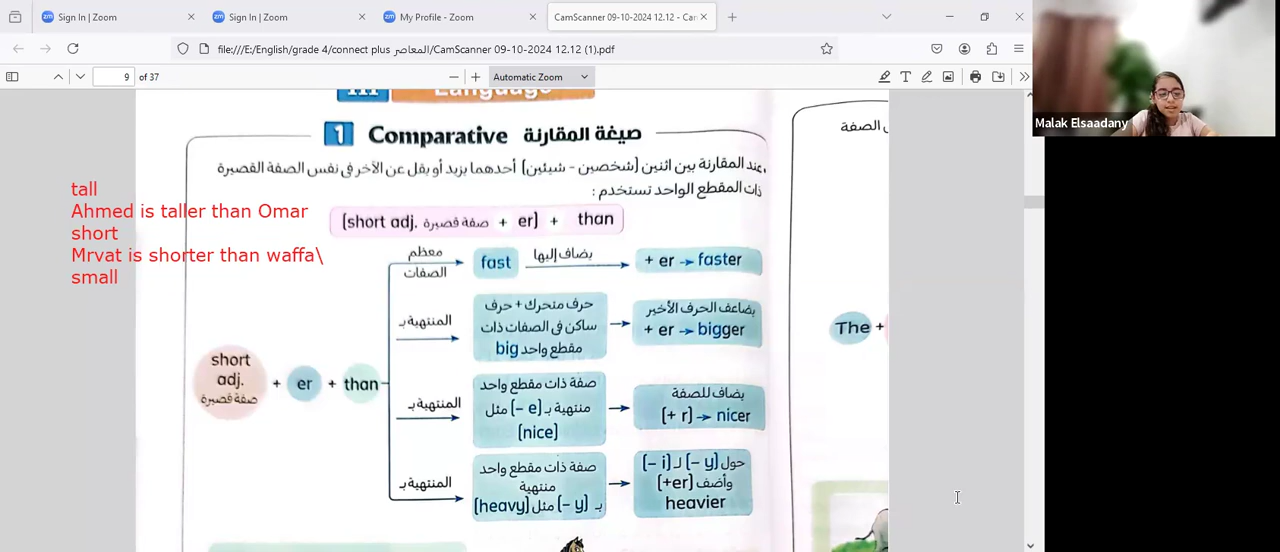 Sign In | Zoom
Sign In | Zoom
My Profile - Zoom
CamScanner 09-10-2024 12.12 - Car
file:///E:/English/grade 4/connect plus المعاصر/CamScanner 09-10-2024 12.12 (1).pdf
9 of 37
Automatic Zoom
Malak Elsaadany
III Language
1 Comparative صيغة المقارنة
عند المقارنة بين اثنين (شخصين - شيئين) أحدهما يزيد أو يقل عن الآخر فى نفس الصفة القصيرة
ذات المقطع الواحد تستخدم :
(short adj. صفة قصيرة + er) + than
tall
Ahmed is taller than Omar
short
Mrvat is shorter than waffa\
small
معظم الصفات
fast
يضاف إليها
+ er → faster
المنتهية بـ
حرف متحرك + حرف
ساكن فى الصفات ذات
مقطع واحد big
يضاعف الحرف الأخير
+ er → bigger
short
adj.
صفة قصيرة
+ er + than
المنتهية بـ
صفة ذات مقطع واحد
منتهية بـ (e –) مثل
(nice)
يضاف للصفة
(+ r) → nicer
المنتهية بـ
صفة ذات مقطع واحد
منتهية
بـ (y –) مثل (heavy)
حول (y –) لـ (i –)
وأضف (er+)
heavier
الصفة
The +